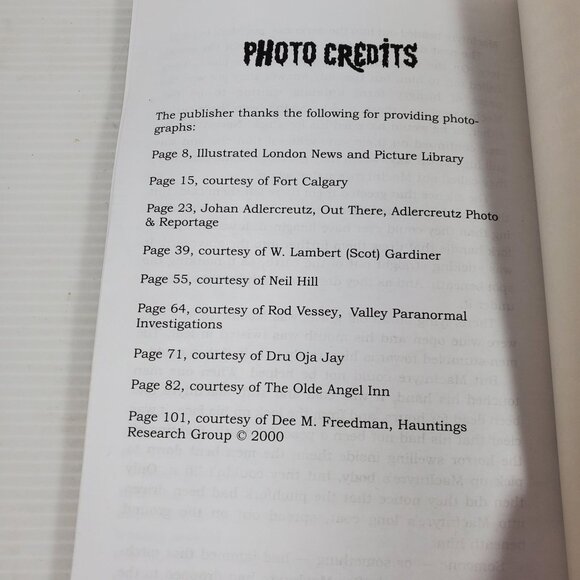 PHOTO CREDITS
The publisher thanks the following for providing photo-
graphs:
Page 8, Illustrated London News and Picture Library
Page 15, courtesy of Fort Calgary
Page 23, Johan Adlercreutz, Out There, Adlercreutz Photo
& Reportage
Page 39, courtesy of W. Lambert (Scot) Gardiner
Page 55, courtesy of Neil Hill
Page 64, courtesy of Rod Vessey, Valley Paranormal
Investigations
Page 71, courtesy of Dru Oja Jay
Page 82, courtesy of The Olde Angel Inn
Page 101, courtesy of Dee M. Freedman, Hauntings
Research Group © 2000